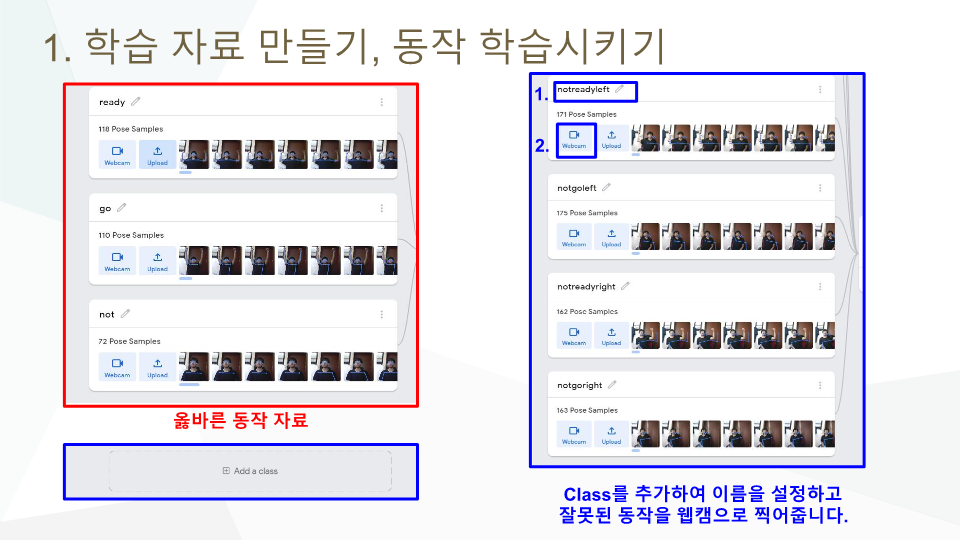 1. 학습 자료 만들기, 동작 학습시키기
ready
118 Pose Samples
Webcam
Upload
go
110 Pose Samples
Webcam
Upload
not
72 Pose Samples
Webcam
Upload
옳바른 동작 자료
Add a class
1.
notreadyleft
171 Pose Samples
2.
Webcam
Upload
notgoleft
175 Pose Samples
Webcam
Upload
notreadyright
162 Pose Samples
Webcam
Upload
notgoright
163 Pose Samples
Webcam
Upload
Class를 추가하여 이름을 설정하고
잘못된 동작을 웹캠으로 찍어줍니다.